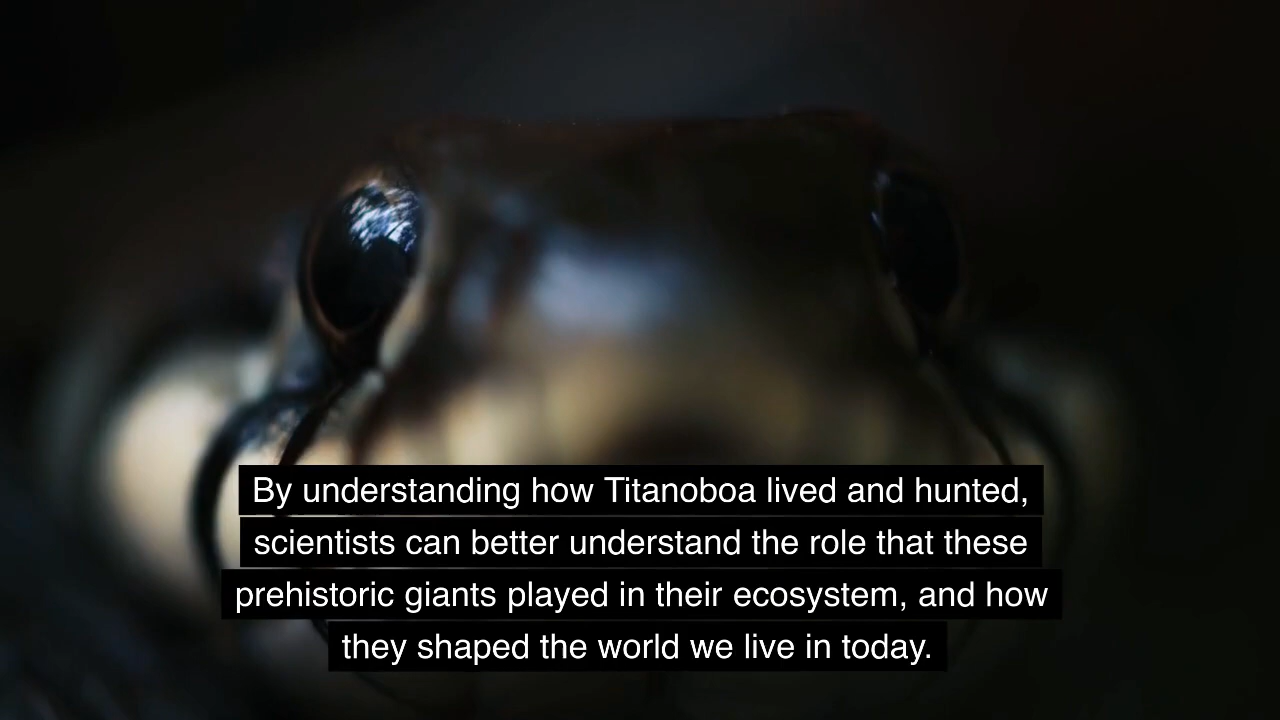 By understanding how Titanoboa lived and hunted,
scientists can better understand the role that these
prehistoric giants played in their ecosystem, and how
they shaped the world we live in today.